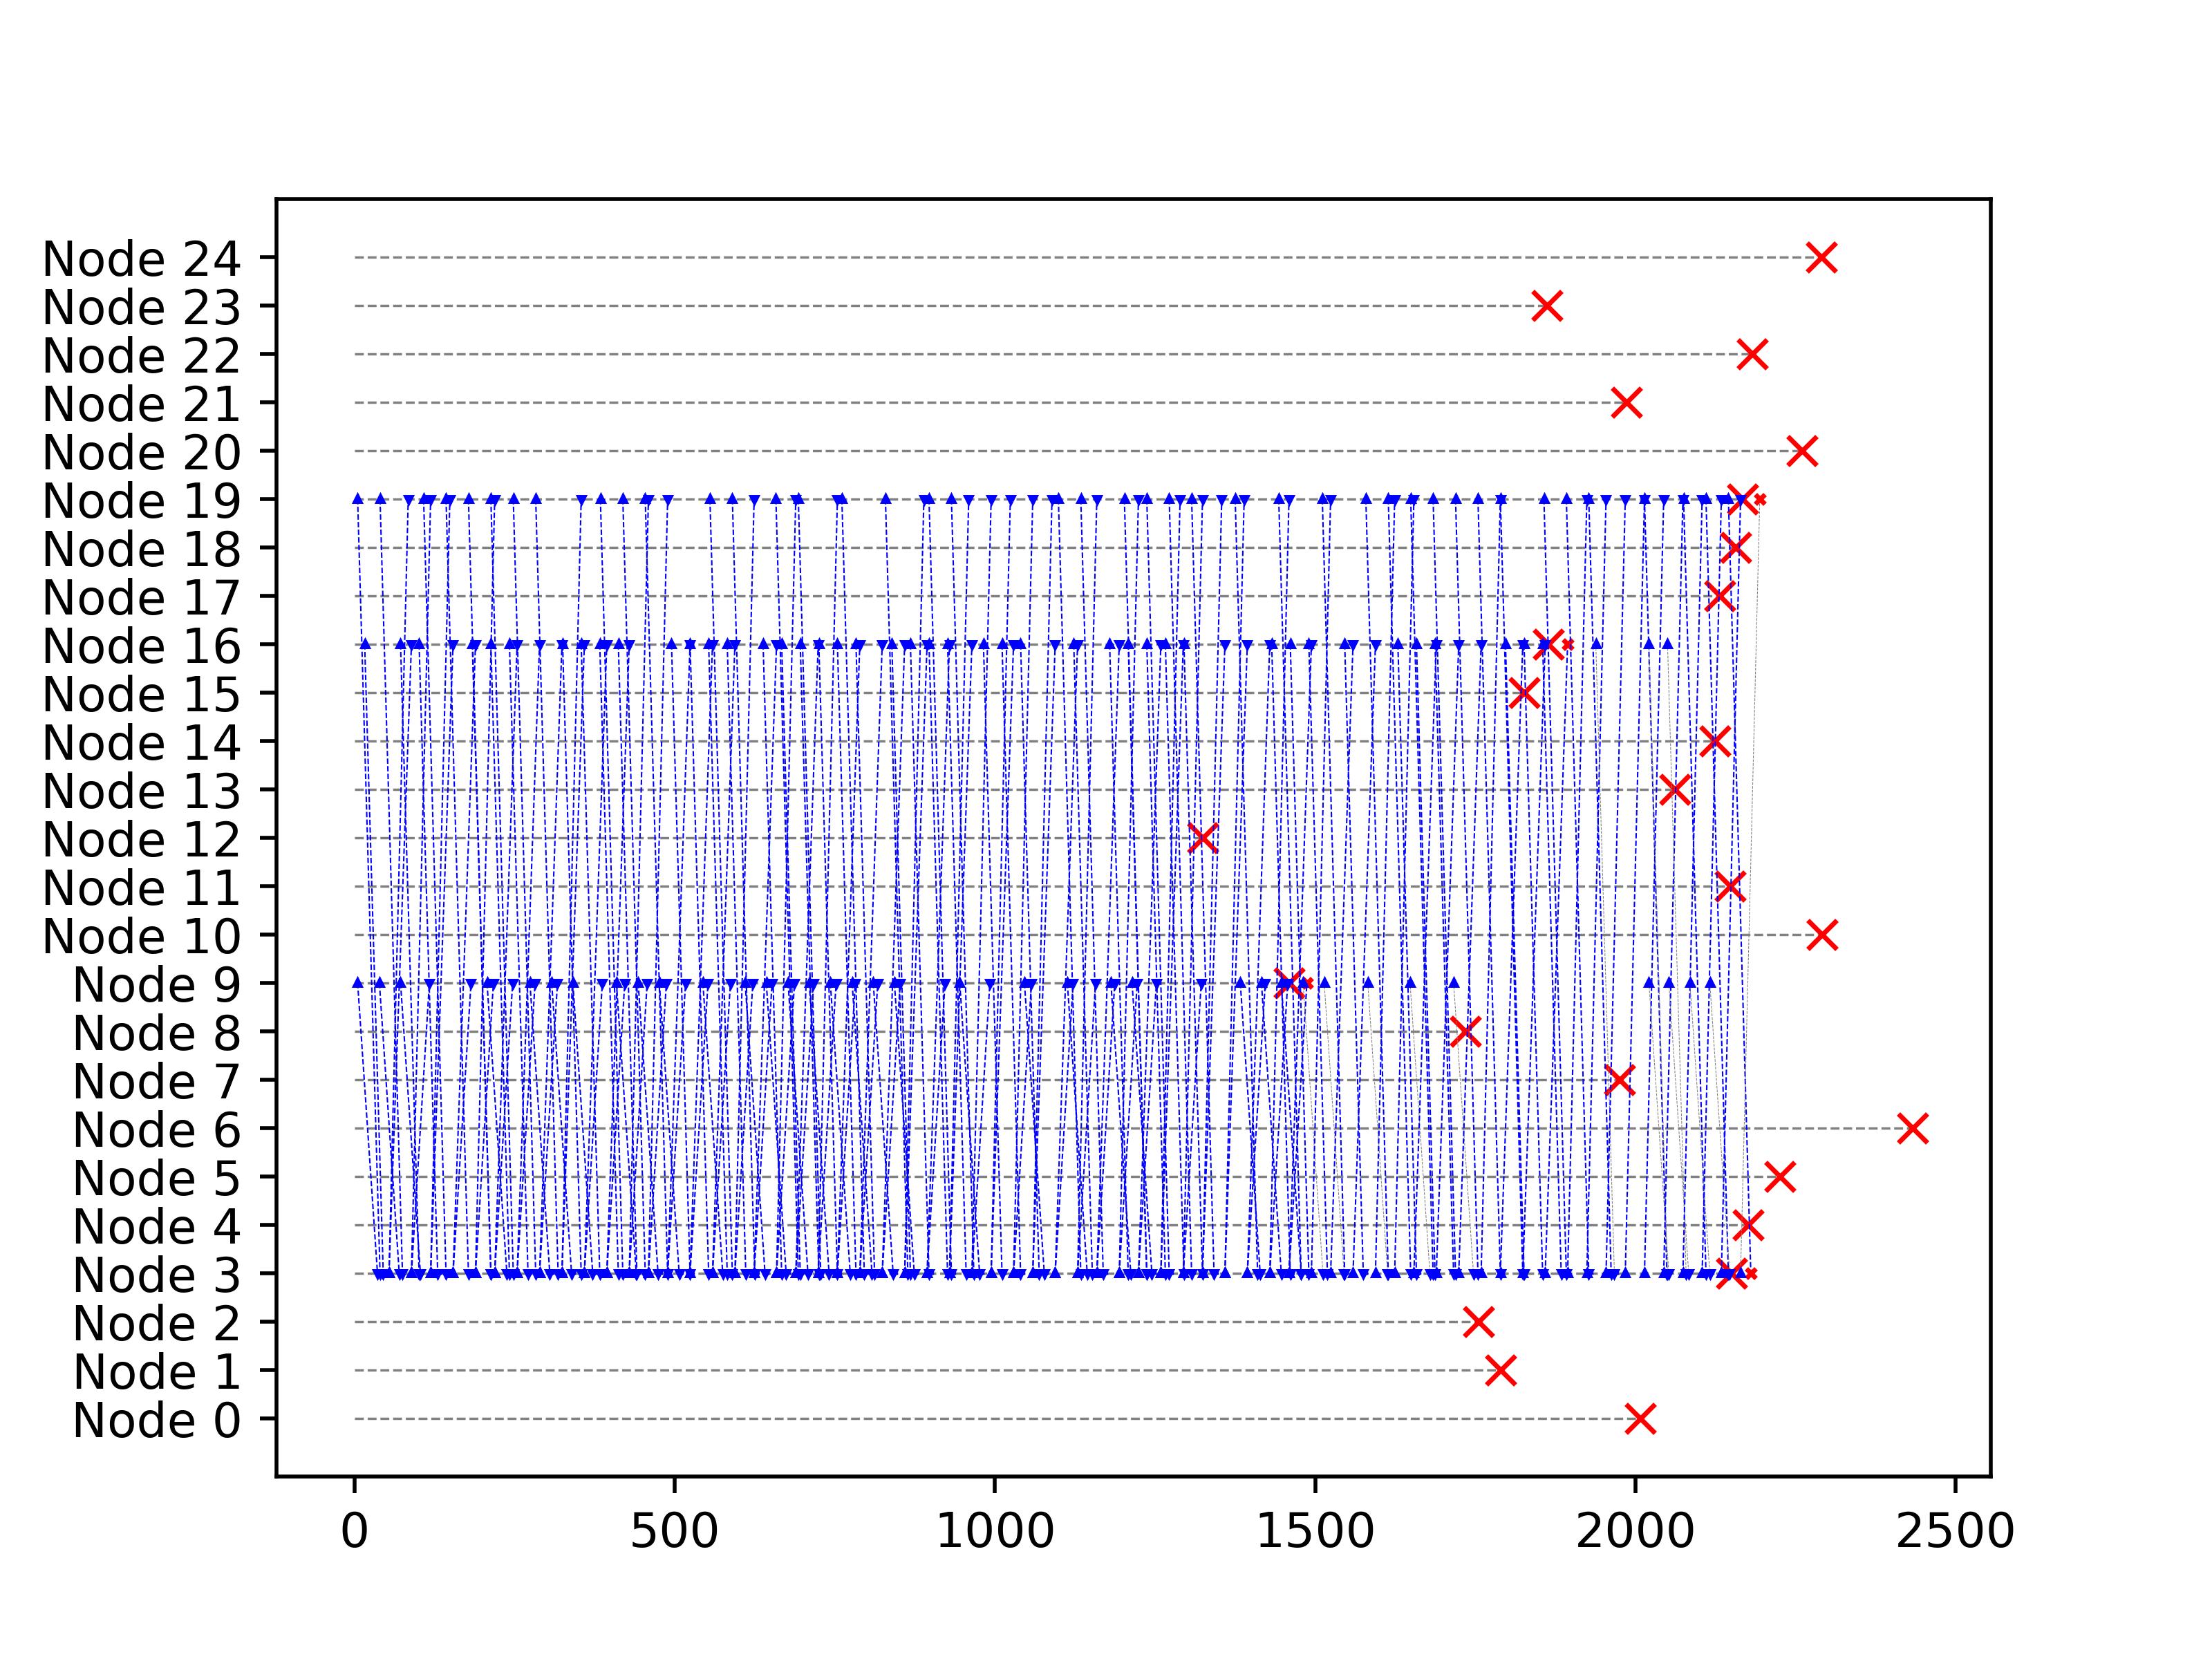 Node 24
Node 23
Node 22
Node 21
Node 20
Node 19
Node 18
Node 17
Node 16
Node 15
Node 14
Node 13
Node 12
Node 11
Node 10
Node 9
Node 8
Node 7
Node 6
Node 5
Node 4
Node 3
Node 2
Node 1
Node 0
0 500 1000 1500 2000 2500